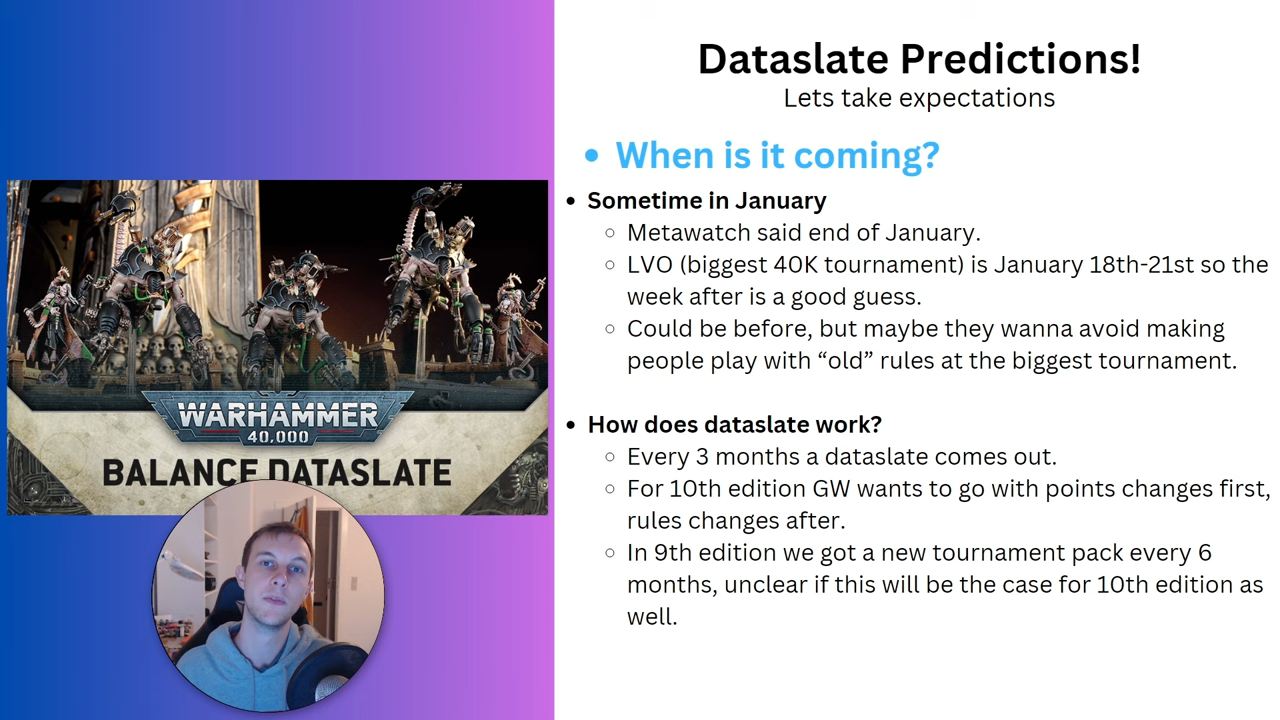 Dataslate Predictions!
Lets take expectations
• When is it coming?
• Sometime in January
○ Metawatch said end of January.
○ LVO (biggest 40K tournament) is January 18th-21st so the
week after is a good guess.
○ Could be before, but maybe they wanna avoid making
people play with “old” rules at the biggest tournament.
• How does dataslate work?
○ Every 3 months a dataslate comes out.
○ For 10th edition GW wants to go with points changes first,
rules changes after.
○ In 9th edition we got a new tournament pack every 6
months, unclear if this will be the case for 10th edition as
well.
WARHAMMER
40,000
BALANCE DATASLATE